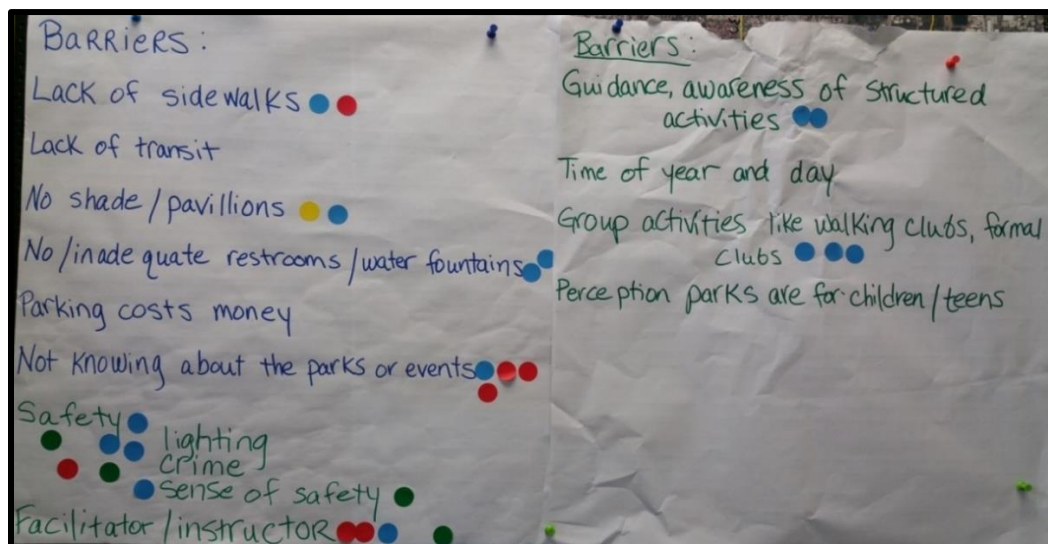 BARRIERS:
Lack of sidewalks
Lack of transit
No shade/pavillions
No/inadequate restrooms/water fountains
Parking costs money
Not knowing about the parks or events
Safety
lighting
crime
sense of safety
Facilitator/instructor
Barriers:
Guidance, awareness of structured
activities
Time of year and day
Group activities like walking clubs, formal
clubs
Perception parks are for children/teens